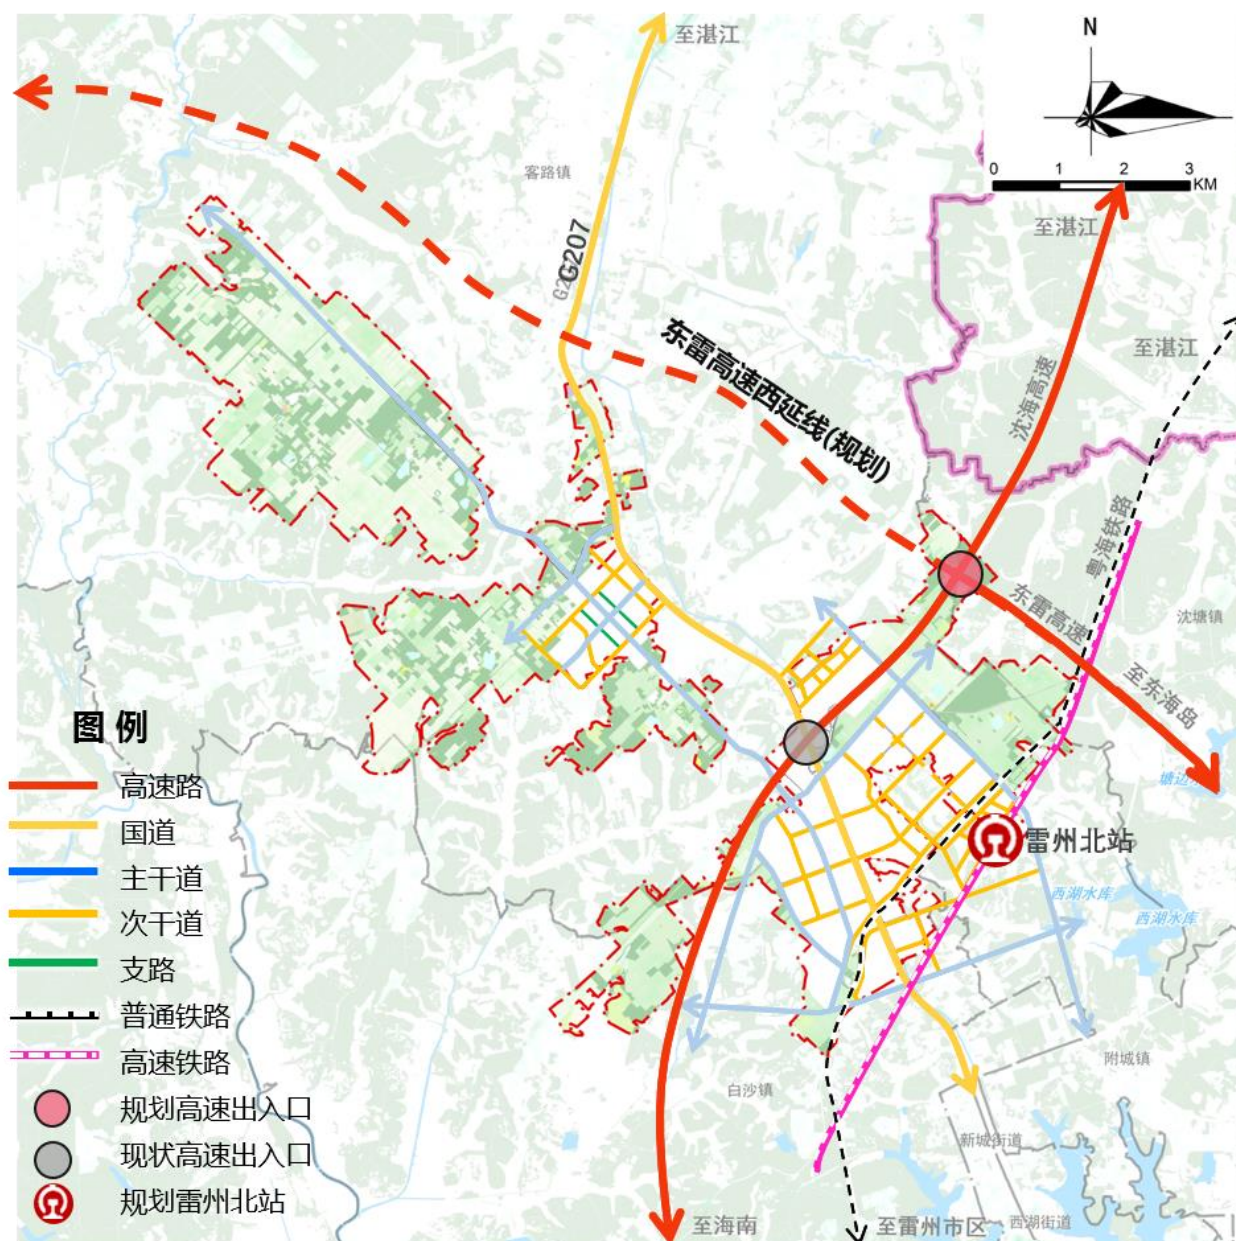 至湛江
N
0 1 2 3
KM
客路镇
至湛江
G207
G207
至湛江
东雷高速西延线(规划)
沈海高速
粤海铁路
东雷高速
沈塘镇
至东海岛
图 例
高速路
国道
主干道
次干道
支路
普通铁路
高速铁路
规划高速出入口
现状高速出入口
规划雷州北站
雷州北站
西湖水库
西湖水库
附城镇
白沙镇
新城街道
至海南
至雷州市区
西湖街道